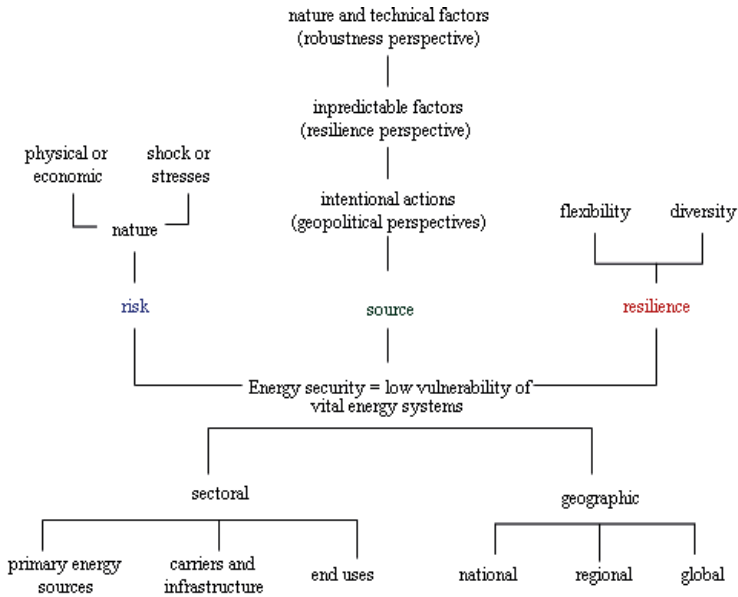 nature and technical factors
(robustness perspective)
inpredictable factors
(resilience perspective)
physical or
economic
shock or
stresses
intentional actions
(geopolitical perspectives)
flexibility
diversity
nature
risk
source
resilience
Energy security = low vulnerability of
vital energy systems
sectoral
geographic
primary energy
sources
carriers and
infrastructure
end uses
national
regional
global